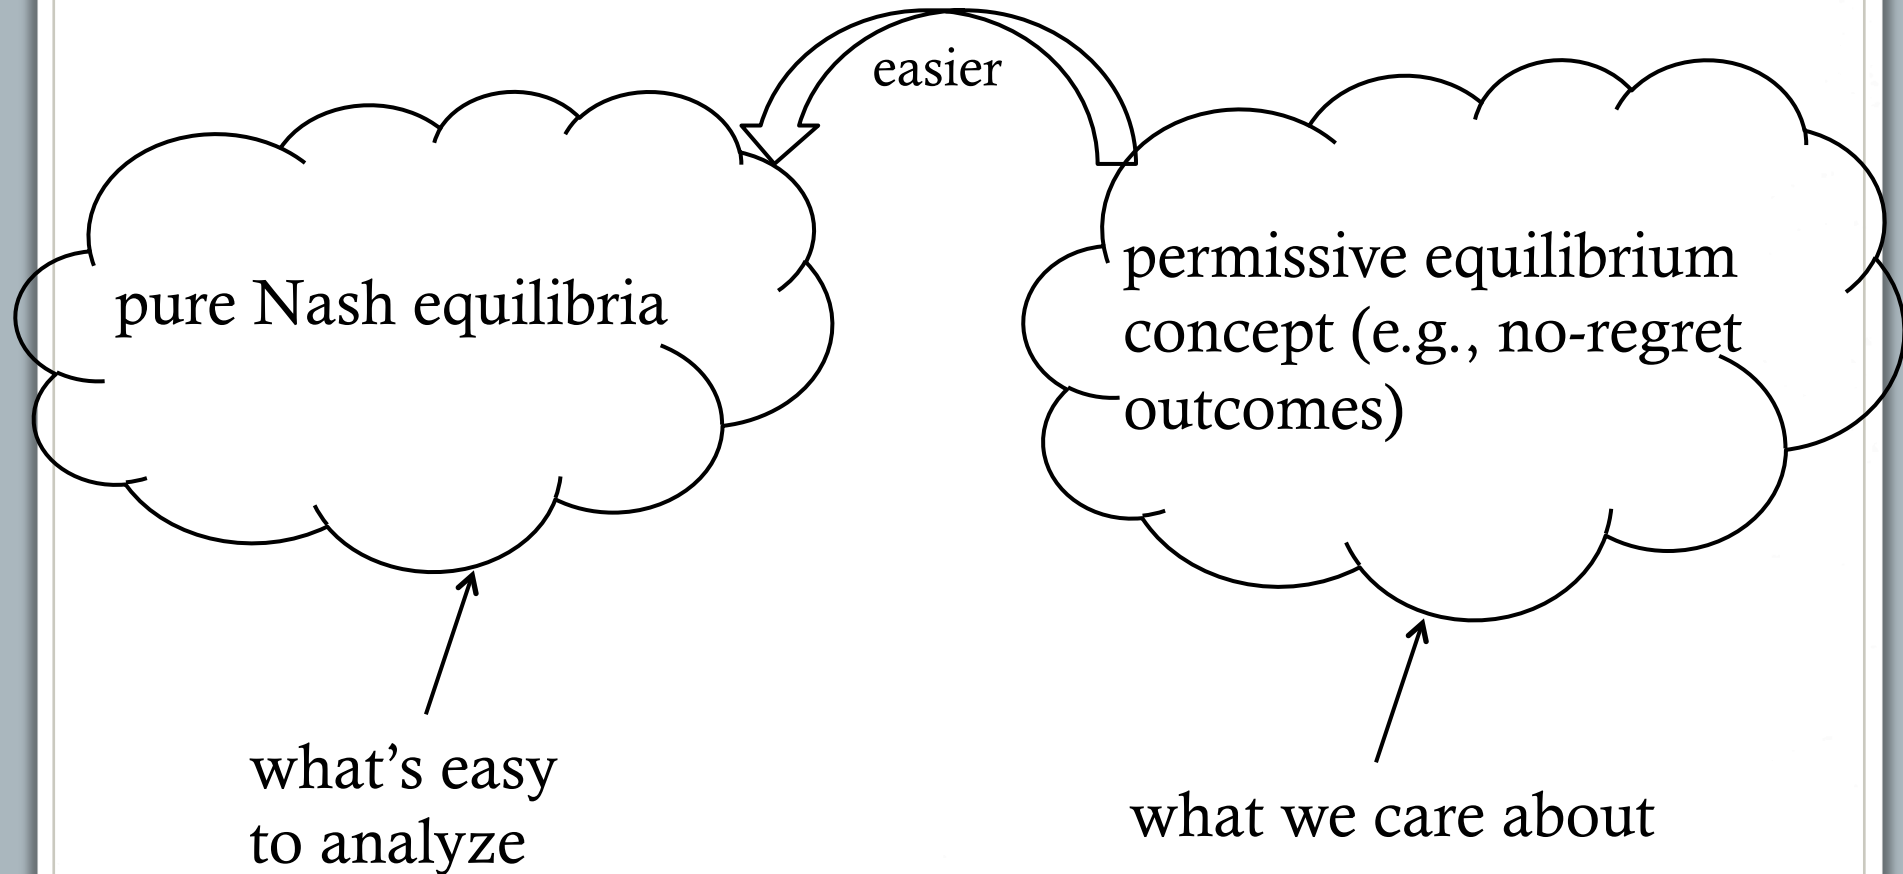 easier
pure Nash equilibria
permissive equilibrium
concept (e.g., no-regret
outcomes)
what’s easy
to analyze
what we care about